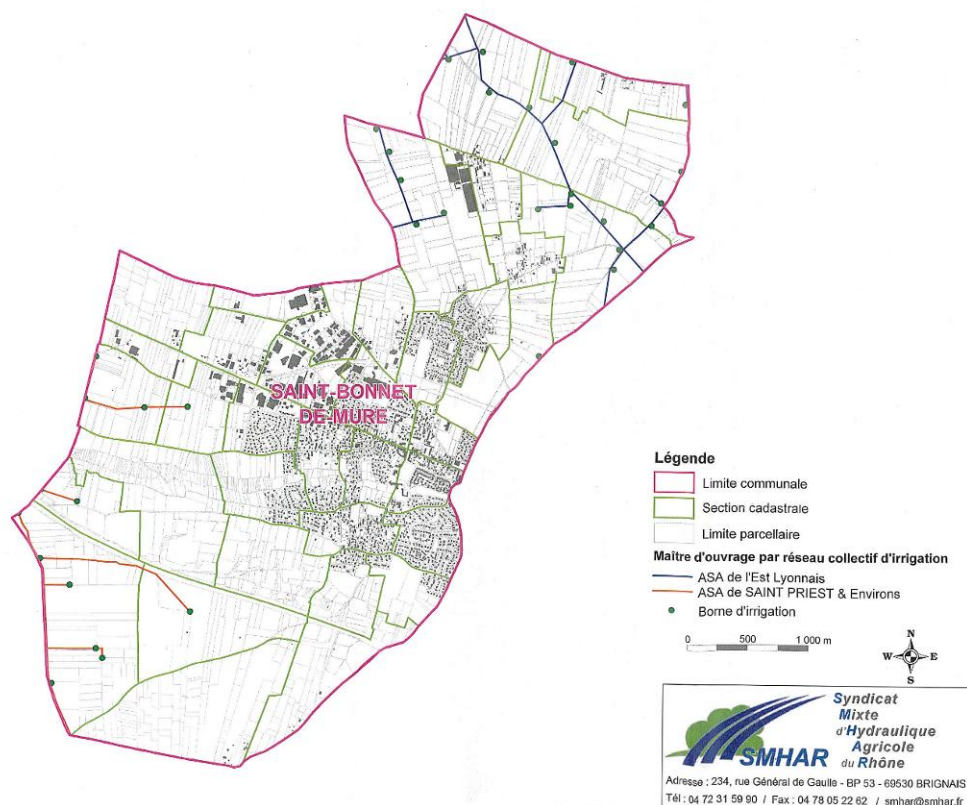 SAINT-BONNET
DE-MURE
Légende
Limite communale
Section cadastrale
Limite parcellaire
Maître d'ouvrage par réseau collectif d'irrigation
ASA de l'Est Lyonnais
ASA de SAINT PRIEST & Environs
Borne d'irrigation
0 500 1 000 m
N
W E
S
SMHAR
Syndicat
Mixte
d'Hydraulique
Agricole
du Rhône
Adresse : 234, rue Général de Gaulle - BP 53 - 69530 BRIGNAIS
Tél : 04 72 31 59 90 / Fax : 04 78 05 22 62 / smhar@smhar.fr